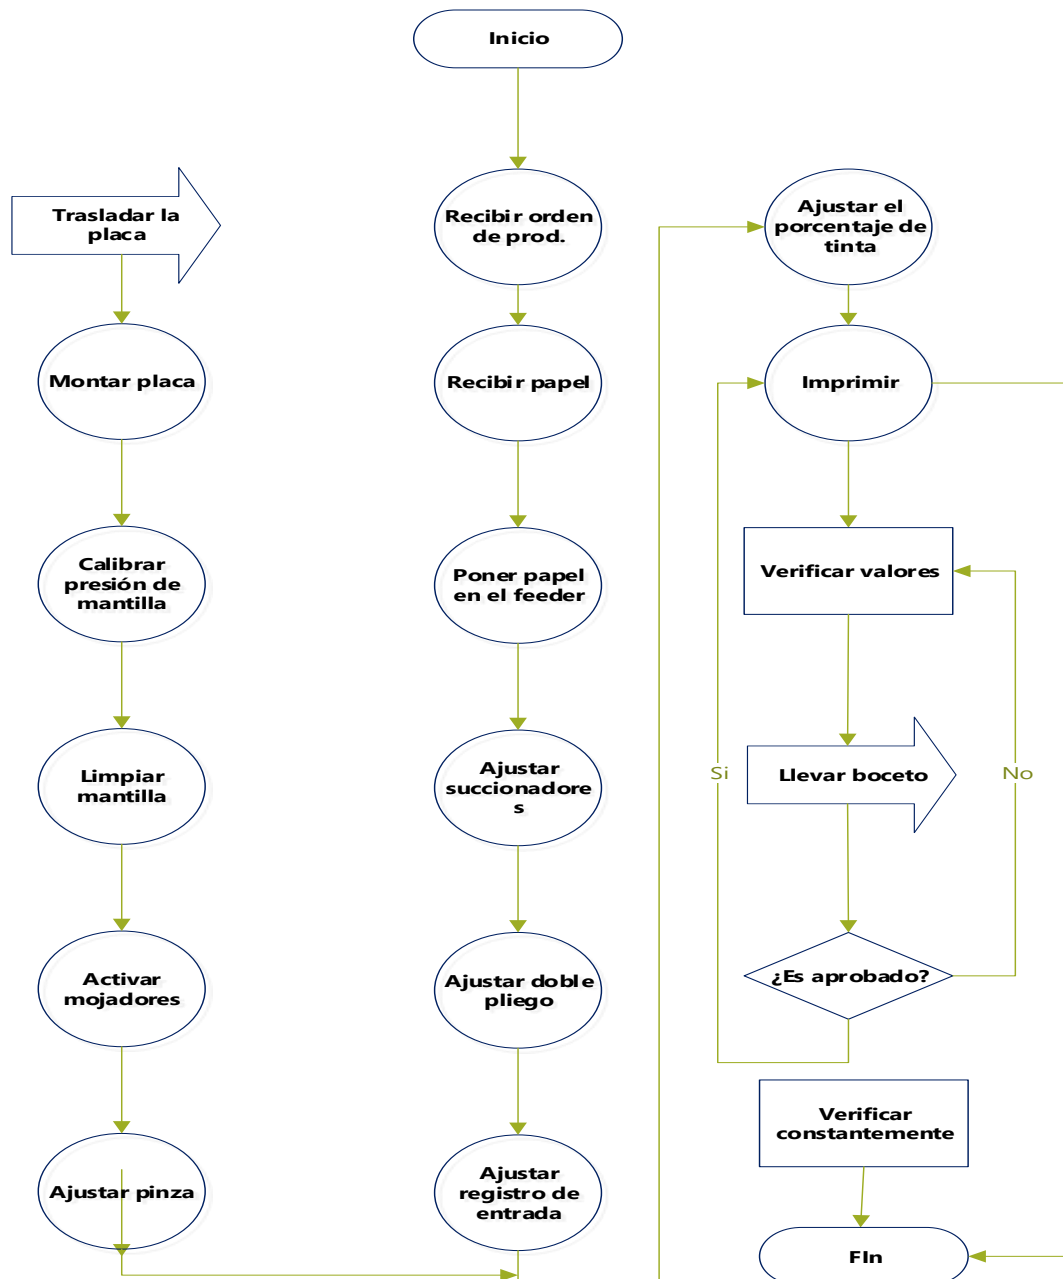 Inicio
Trasladar la
placa
Montar placa
Calibrar
presión de
mantilla
Limpiar
mantilla
Activar
mojadores
Ajustar pinza
Recibir orden
de prod.
Recibir papel
Poner papel
en el feeder
Ajustar
succionadore
s
Ajustar doble
pliego
Ajustar
registro de
entrada
Ajustar el
porcentaje de
tinta
Imprimir
Verificar valores
Si
Llevar boceto
No
¿Es aprobado?
Verificar
constantemente
FIn